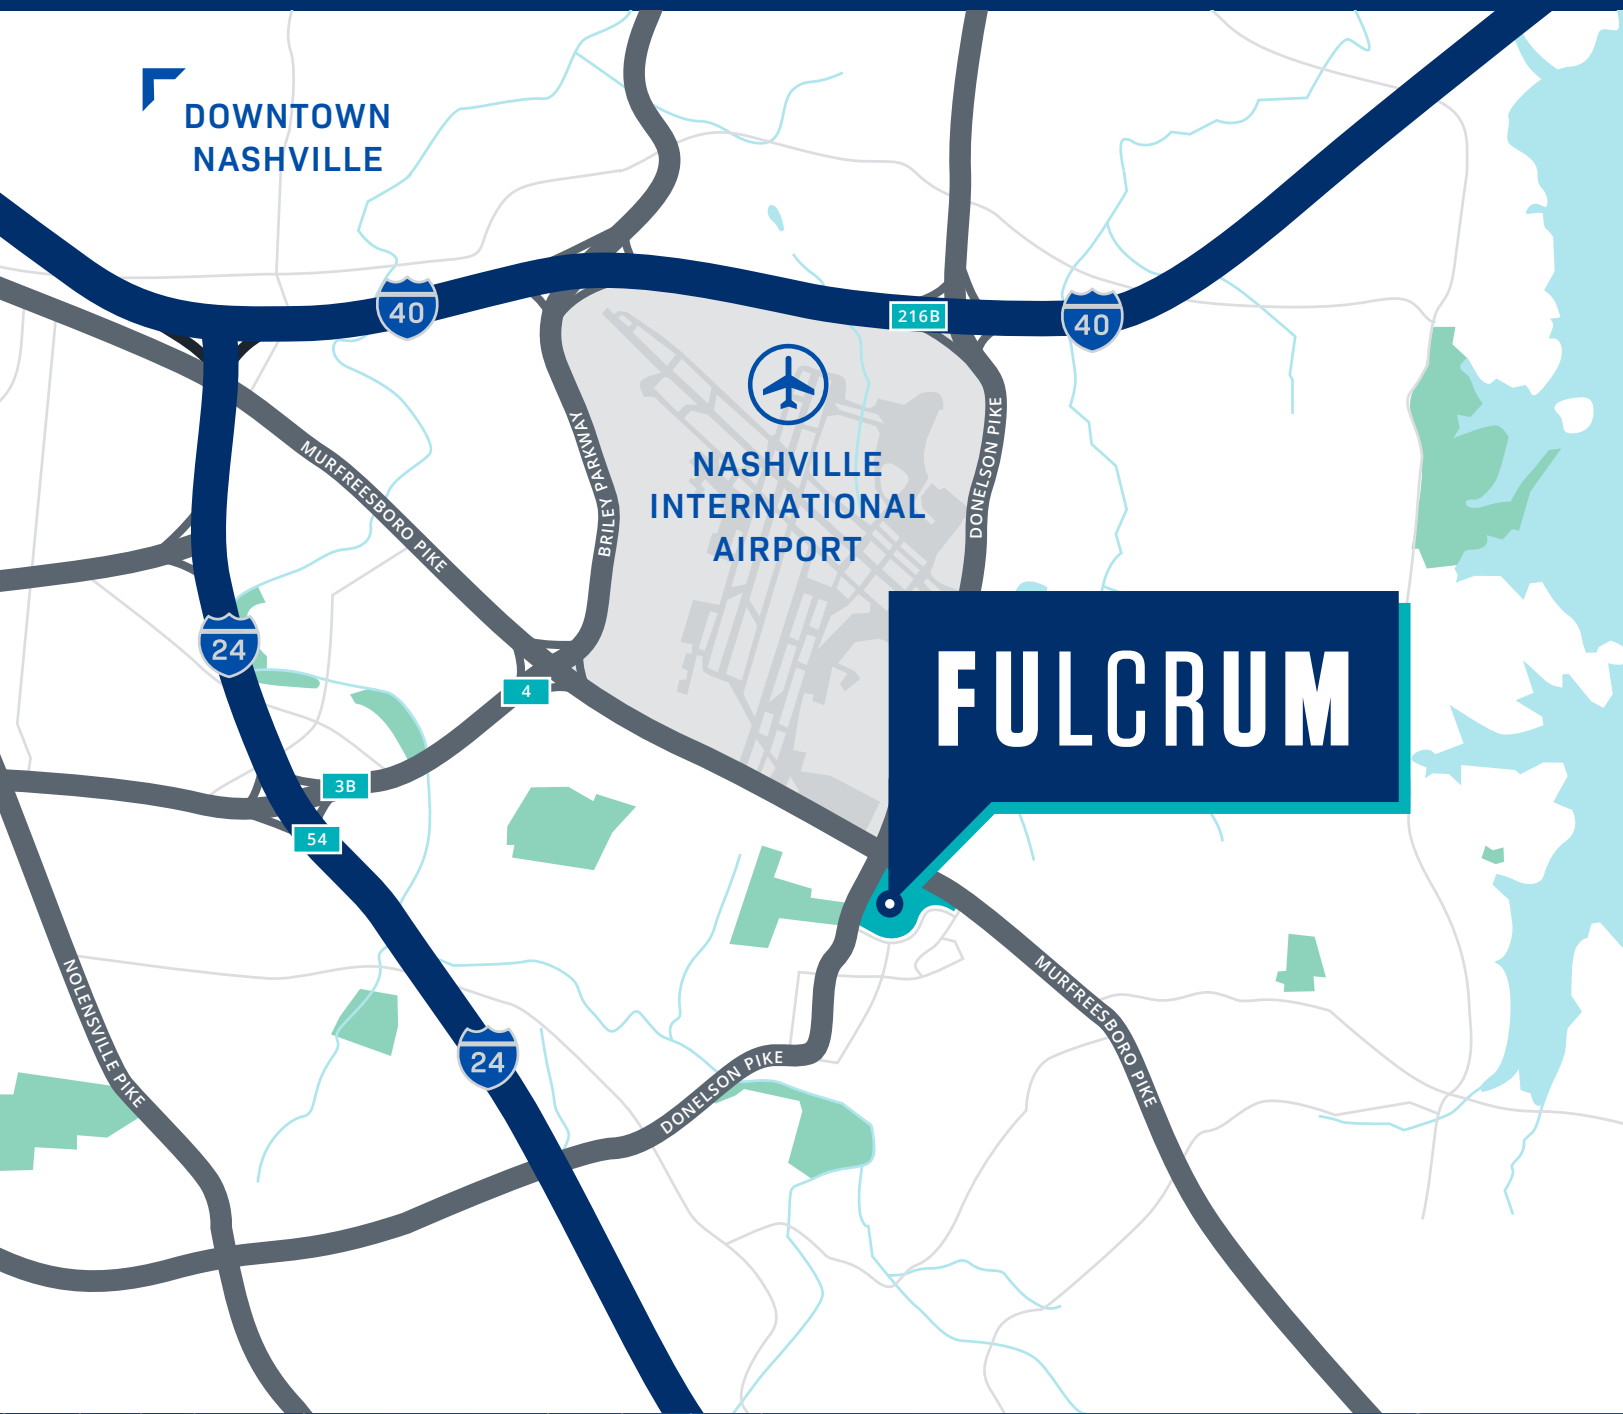 DOWNTOWN
NASHVILLE
40
216B
40
NASHVILLE
INTERNATIONAL
AIRPORT
MURFREESBORO PIKE
BRILEY PARKWAY
DONELSON PIKE
24
4
FULCRUM
3B
54
NOLENSVILLE PIKE
24
DONELSON PIKE
MURFREESBORO PIKE